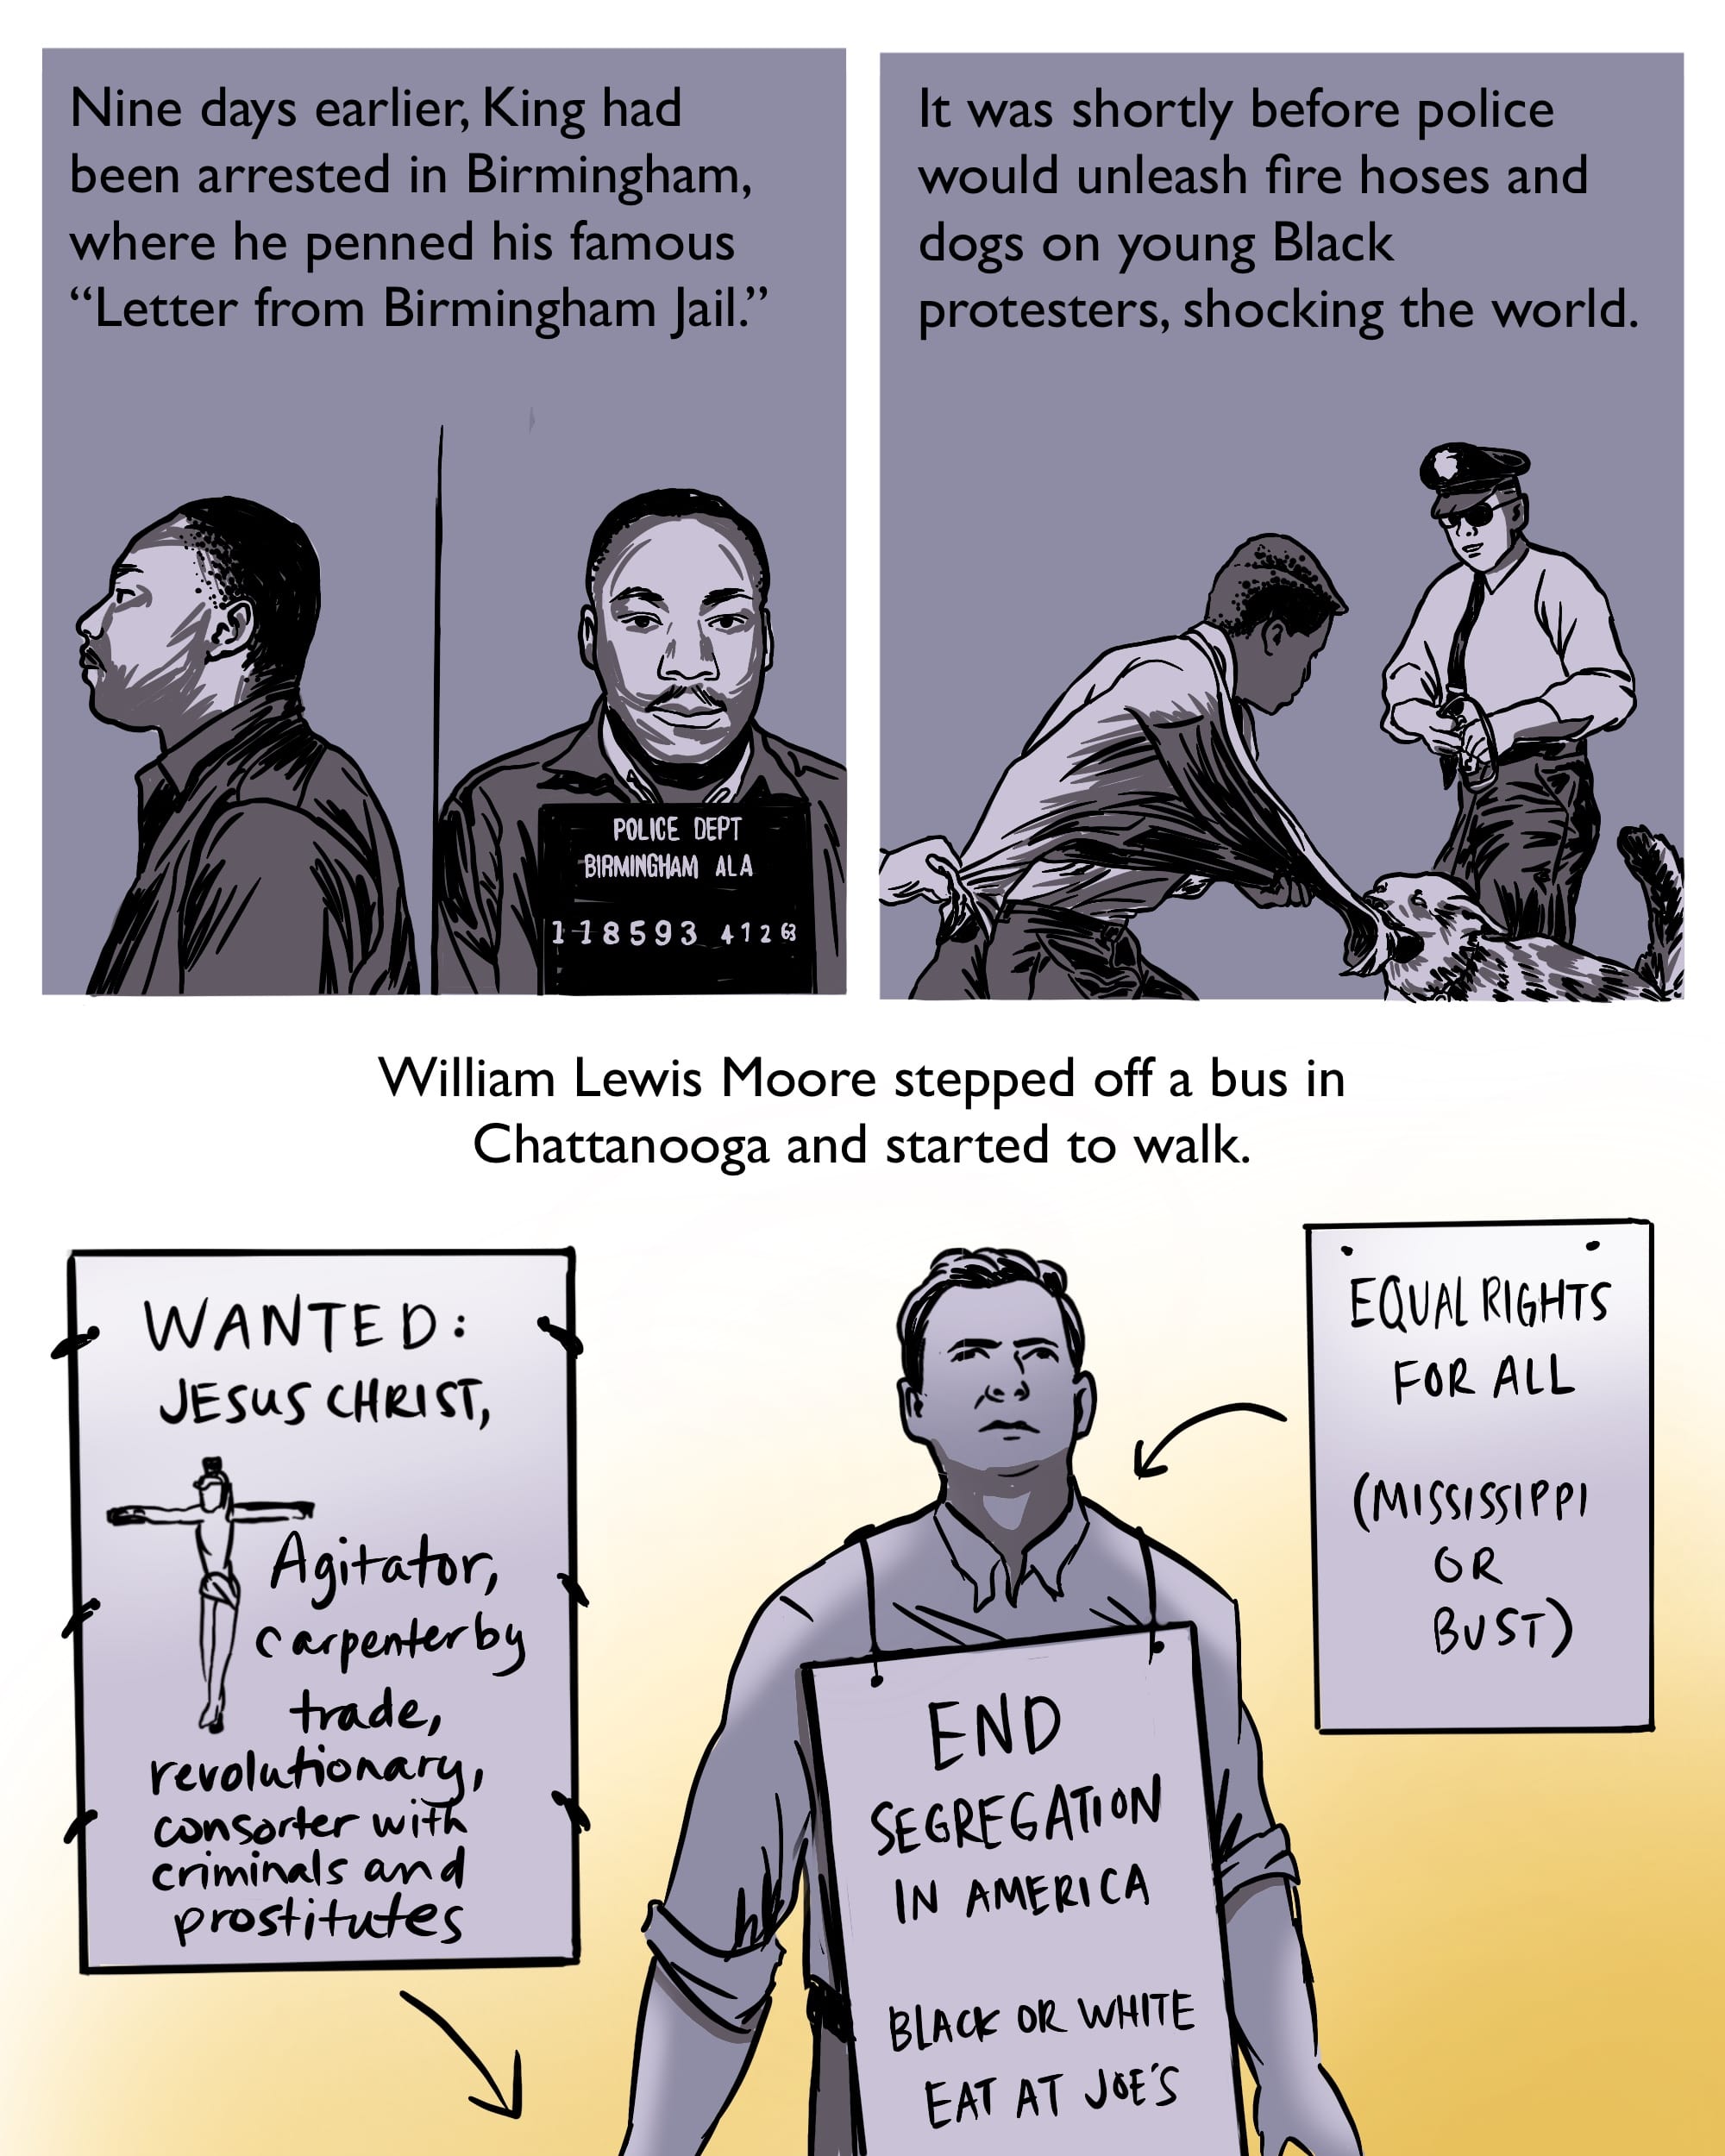 Nine days earlier, King had
been arrested in Birmingham,
where he penned his famous
“Letter from Birmingham Jail.”
POLICE DEPT
BIRMINGHAM ALA
118593 412 63
It was shortly before police
would unleash fire hoses and
dogs on young Black
protesters, shocking the world.
William Lewis Moore stepped off a bus in
Chattanooga and started to walk.
WANTED:
JESUS CHRIST,
Agitator,
carpenter by
trade,
revolutionary,
consorter with
criminals and
prostitutes
END
SEGREGATION
IN AMERICA
BLACK OR WHITE
EAT AT JOE'S
EQUAL RIGHTS
FOR ALL
(MISSISSIPPI
OR
BUST)